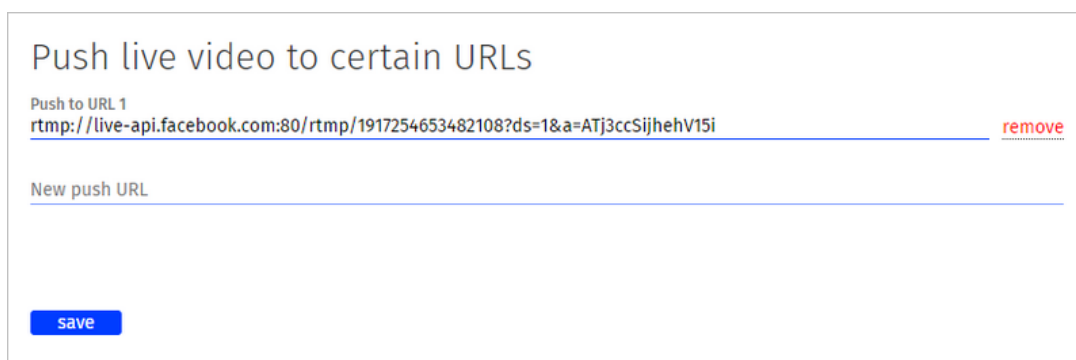 Push live video to certain URLs
Push to URL 1
rtmp://live-api.facebook.com:80/rtmp/1917254653482108?ds=1&a=ATj3ccSijhehV15i
remove
New push URL
save